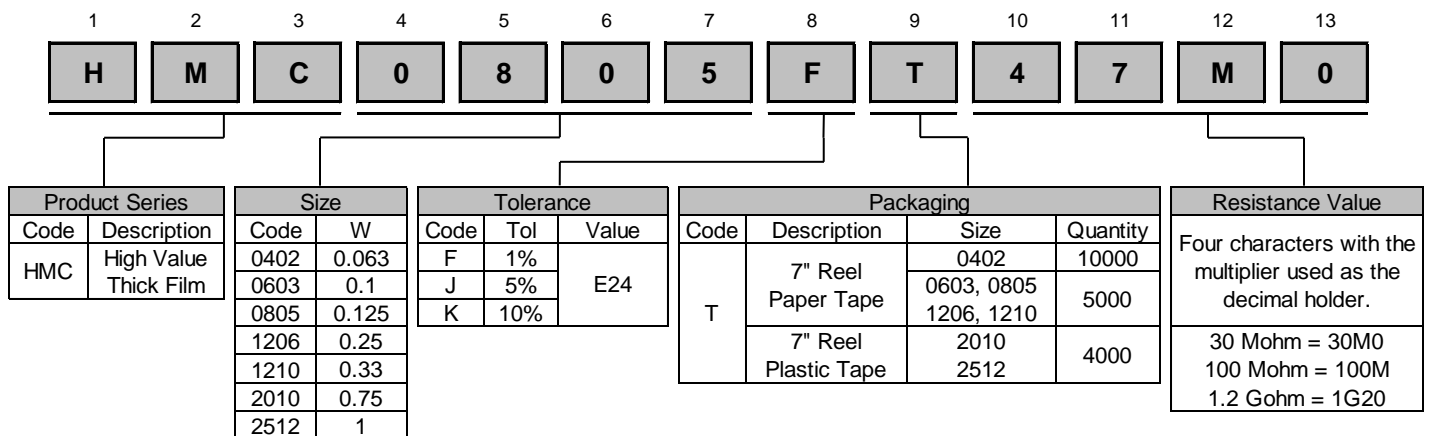 1 2 3 4 5 6 7 8 9 10 11 12 13
H M C 0 8 0 5 F T 4 7 M 0
Product Series
Code Description
HMC High Value Thick Film
Size
Code W
0402 0.063
0603 0.1
0805 0.125
1206 0.25
1210 0.33
2010 0.75
2512 1
Tolerance
Code Tol Value
F 1% E24
J 5%
K 10%
Packaging
Code Description Size Quantity
T
7" Reel Paper Tape
0402 10000
0603, 0805
1206, 1210
5000
7" Reel Plastic Tape
2010
2512
4000
Resistance Value
Four characters with the
multiplier used as the
decimal holder.
30 Mohm = 30M0
100 Mohm = 100M
1.2 Gohm = 1G20